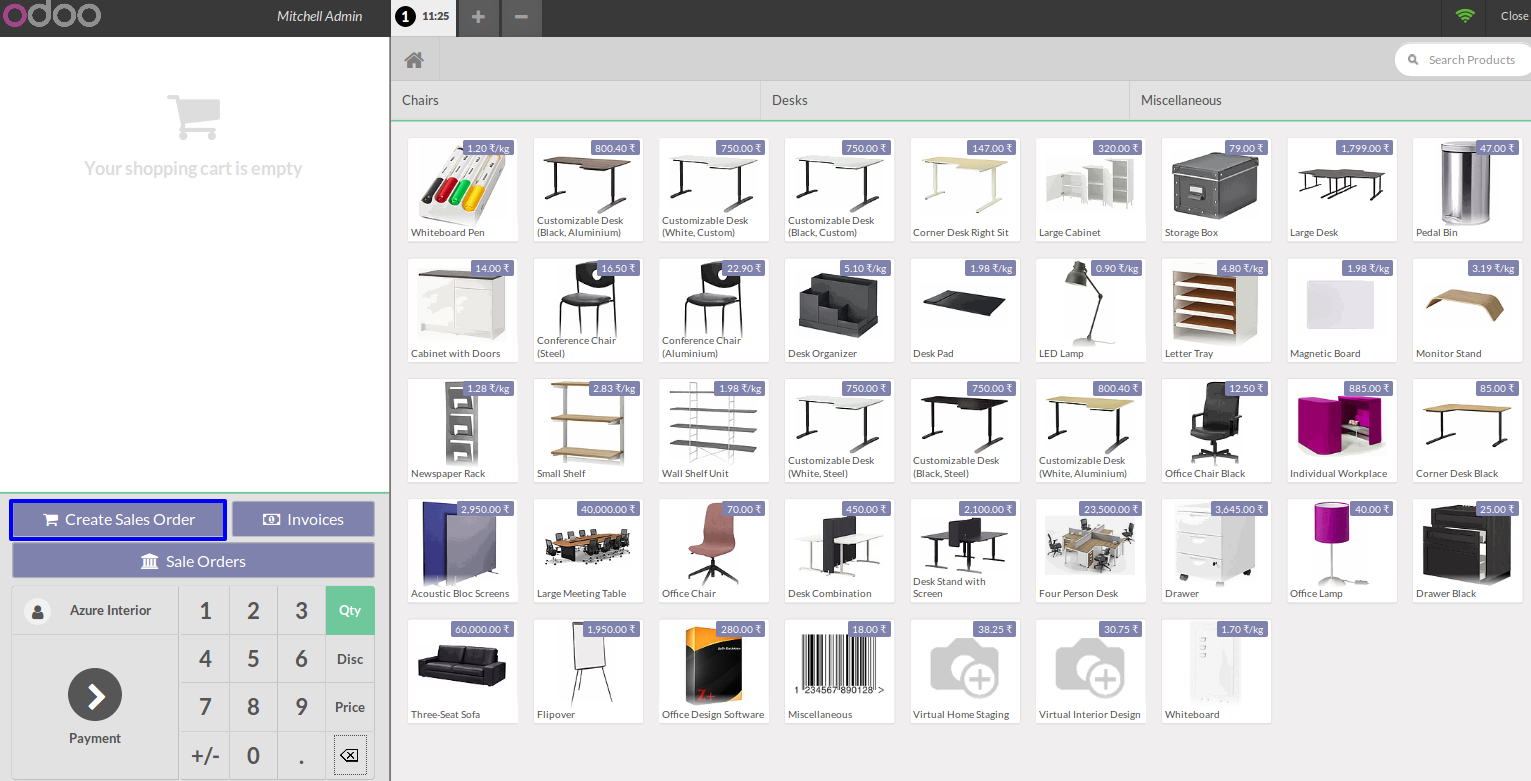 odoo
Mitchell Admin
1 11:25
Close
Search Products
Chairs
Desks
Miscellaneous
Your shopping cart is empty
1.20 ₹/kg
Whiteboard Pen
800.40 ₹
Customizable Desk
(Black, Aluminium)
750.00 ₹
Customizable Desk
(White, Custom)
750.00 ₹
Customizable Desk
(Black, Custom)
147.00 ₹
Corner Desk Right Sit
320.00 ₹
Large Cabinet
79.00 ₹
Storage Box
1,799.00 ₹
Large Desk
47.00 ₹
Pedal Bin
14.00 ₹
Cabinet with Doors
16.50 ₹
Conference Chair
(Steel)
22.90 ₹
Conference Chair
(Aluminium)
5.10 ₹/kg
Desk Organizer
1.98 ₹/kg
Desk Pad
0.90 ₹/kg
LED Lamp
4.80 ₹/kg
Letter Tray
1.98 ₹/kg
Magnetic Board
3.19 ₹/kg
Monitor Stand
1.28 ₹/kg
Newspaper Rack
2.83 ₹/kg
Small Shelf
1.98 ₹/kg
Wall Shelf Unit
750.00 ₹
Customizable Desk
(White, Steel)
750.00 ₹
Customizable Desk
(Black, Steel)
800.40 ₹
Customizable Desk
(White, Aluminium)
12.50 ₹
Office Chair Black
885.00 ₹
Individual Workplace
85.00 ₹
Corner Desk Black
2,950.00 ₹
Acoustic Bloc Screens
40,000.00 ₹
Large Meeting Table
70.00 ₹
Office Chair
450.00 ₹
Desk Combination
2,100.00 ₹
Desk Stand with
Screen
23,500.00 ₹
Four Person Desk
3,645.00 ₹
Drawer
40.00 ₹
Office Lamp
25.00 ₹
Drawer Black
60,000.00 ₹
Three-Seat Sofa
1,950.00 ₹
Flipover
280.00 ₹
Z+
Office Design Software
18.00 ₹
1 234567 890128 >
Miscellaneous
38.25 ₹
Virtual Home Staging
30.75 ₹
Virtual Interior Design
1.70 ₹/kg
Whiteboard
Create Sales Order
Invoices
Sale Orders
Azure Interior
Payment
1 2 3 Qty
4 5 6 Disc
7 8 9 Price
+/- 0 .